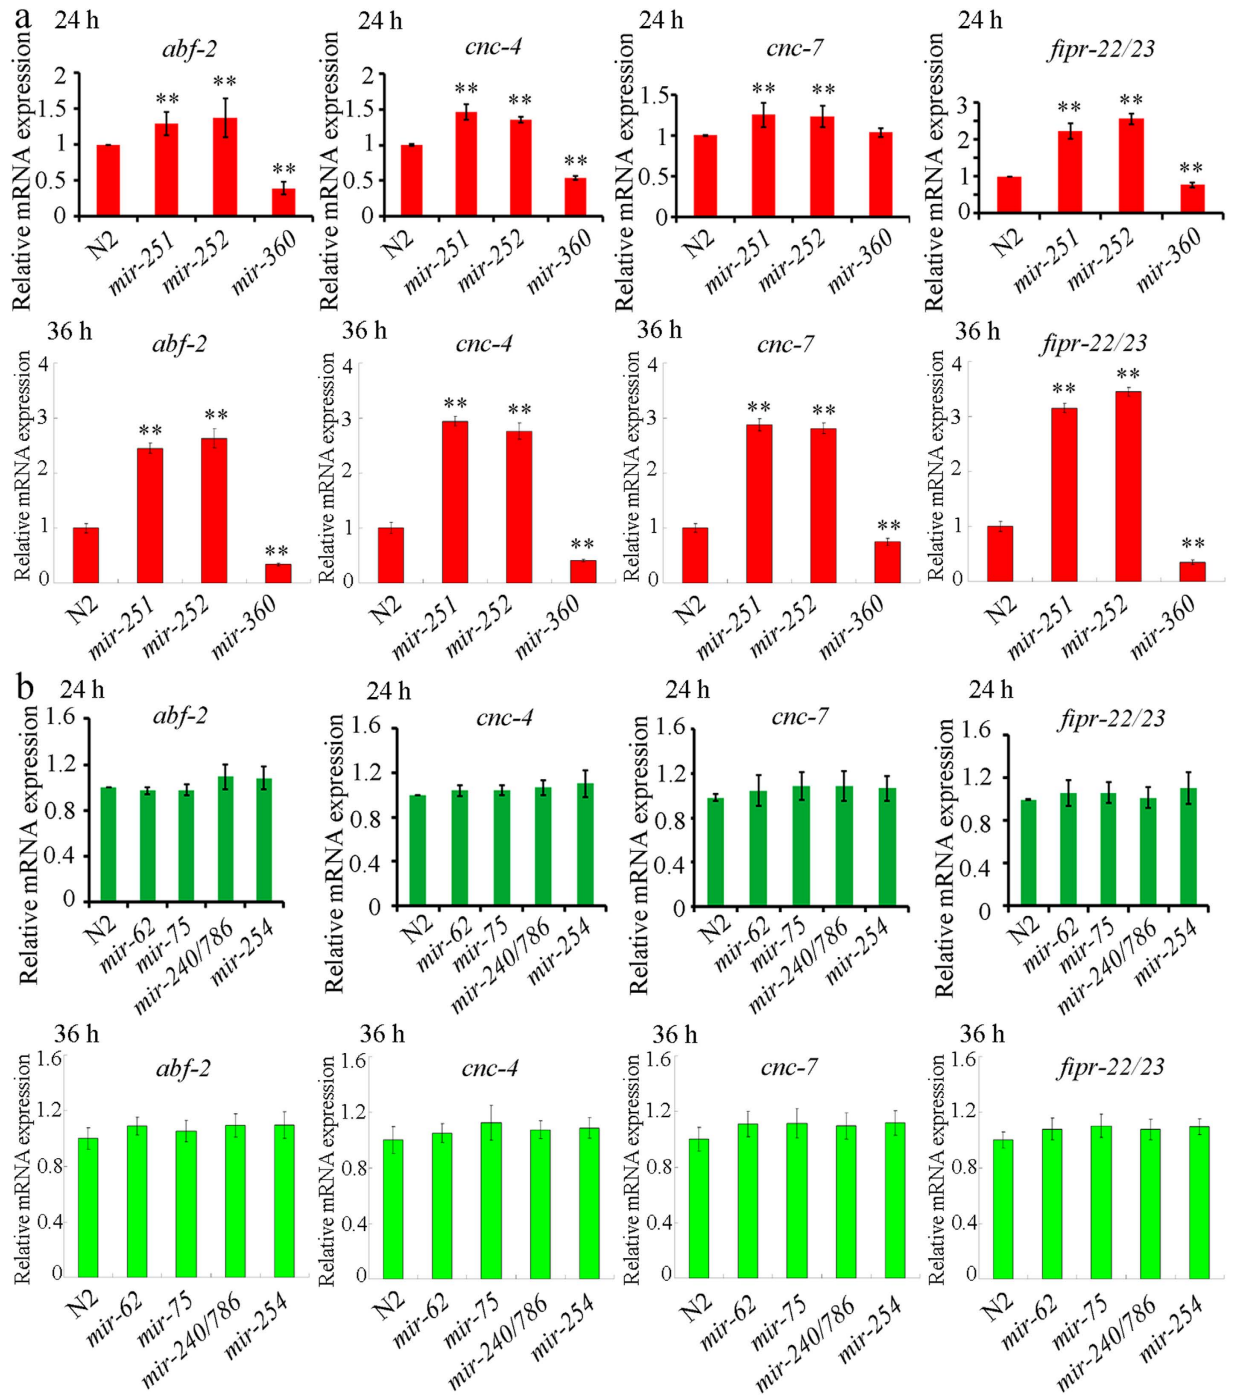 a
24 h
abf-2
Relative mRNA expression
2
1.5
1
0.5
0
**
**
**
N2
mir-251
mir-252
mir-360
24 h
cnc-4
Relative mRNA expression
2
1.5
1
0.5
0
**
**
**
N2
mir-251
mir-252
mir-360
24 h
cnc-7
Relative mRNA expression
1.5
1
0.5
0
**
**
N2
mir-251
mir-252
mir-360
24 h
fipr-22/23
Relative mRNA expression
3
2
1
0
**
**
**
N2
mir-251
mir-252
mir-360
36 h
abf-2
Relative mRNA expression
4
3
2
1
0
**
**
**
N2
mir-251
mir-252
mir-360
36 h
cnc-4
Relative mRNA expression
4
3
2
1
0
**
**
**
N2
mir-251
mir-252
mir-360
36 h
cnc-7
Relative mRNA expression
4
3
2
1
0
**
**
**
N2
mir-251
mir-252
mir-360
36 h
fipr-22/23
Relative mRNA expression
4
3
2
1
0
**
**
**
N2
mir-251
mir-252
mir-360
b
24 h
abf-2
Relative mRNA expression
1.6
1.2
0.8
0.4
0
N2
mir-62
mir-75
mir-240/786
mir-254
24 h
cnc-4
Relative mRNA expression
1.6
1.2
0.8
0.4
0
N2
mir-62
mir-75
mir-240/786
mir-254
24 h
cnc-7
Relative mRNA expression
1.6
1.2
0.8
0.4
0
N2
mir-62
mir-75
mir-240/786
mir-254
24 h
fipr-22/23
Relative mRNA expression
1.6
1.2
0.8
0.4
0
N2
mir-62
mir-75
mir-240/786
mir-254
36 h
abf-2
Relative mRNA expression
1.6
1.2
0.8
0.4
0
N2
mir-62
mir-75
mir-240/786
mir-254
36 h
cnc-4
Relative mRNA expression
1.6
1.2
0.8
0.4
0
N2
mir-62
mir-75
mir-240/786
mir-254
36 h
cnc-7
Relative mRNA expression
1.6
1.2
0.8
0.4
0
N2
mir-62
mir-75
mir-240/786
mir-254
36 h
fipr-22/23
Relative mRNA expression
1.6
1.2
0.8
0.4
0
N2
mir-62
mir-75
mir-240/786
mir-254